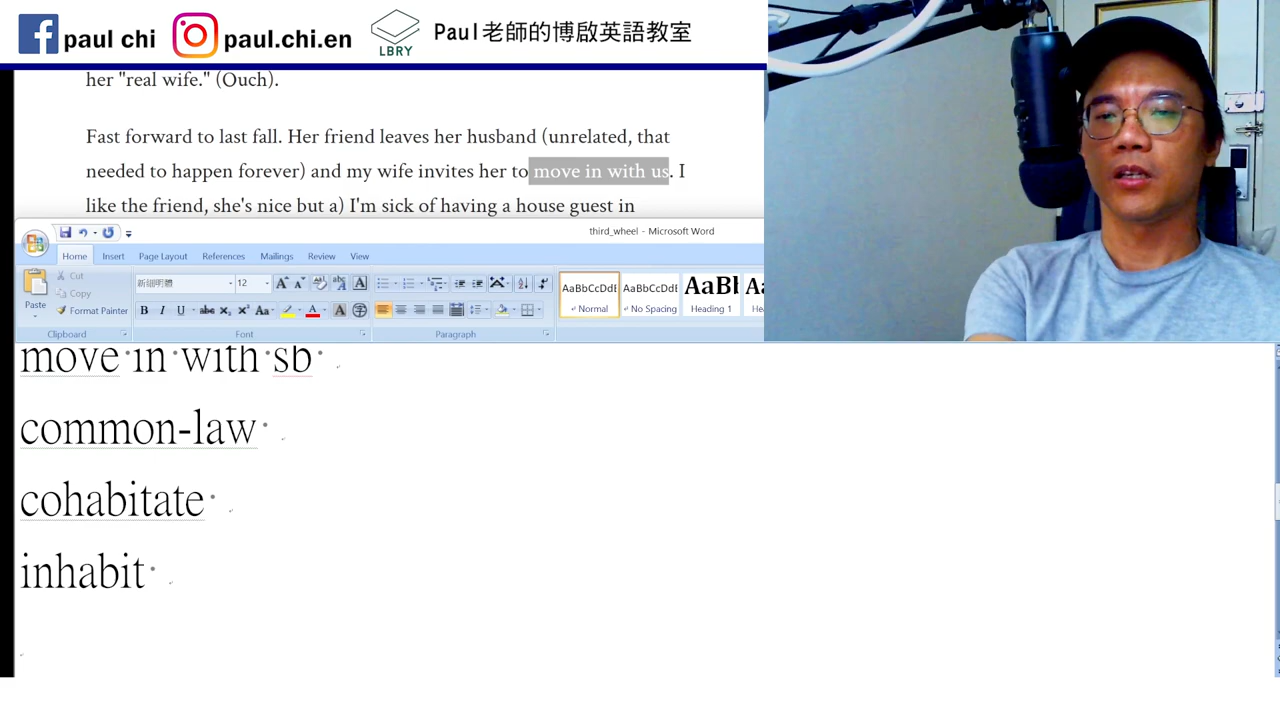 paul chi
paul.chi.en
LBRY
Paul老師的博啟英語教室
her "real wife." (Ouch).
Fast forward to last fall. Her friend leaves her husband (unrelated, that
needed to happen forever) and my wife invites her to move in with us. I
like the friend, she's nice but a) I'm sick of having a house guest in
third_wheel - Microsoft Word
Home Insert Page Layout References Mailings Review View
Cut
Copy
Format Painter
Paste
新細明體 12
AaBbCcDdE AaBbCcDdE AaBb
Normal No Spacing Heading 1
Clipboard Font Paragraph
move in with sb
common-law
cohabitate
inhabit